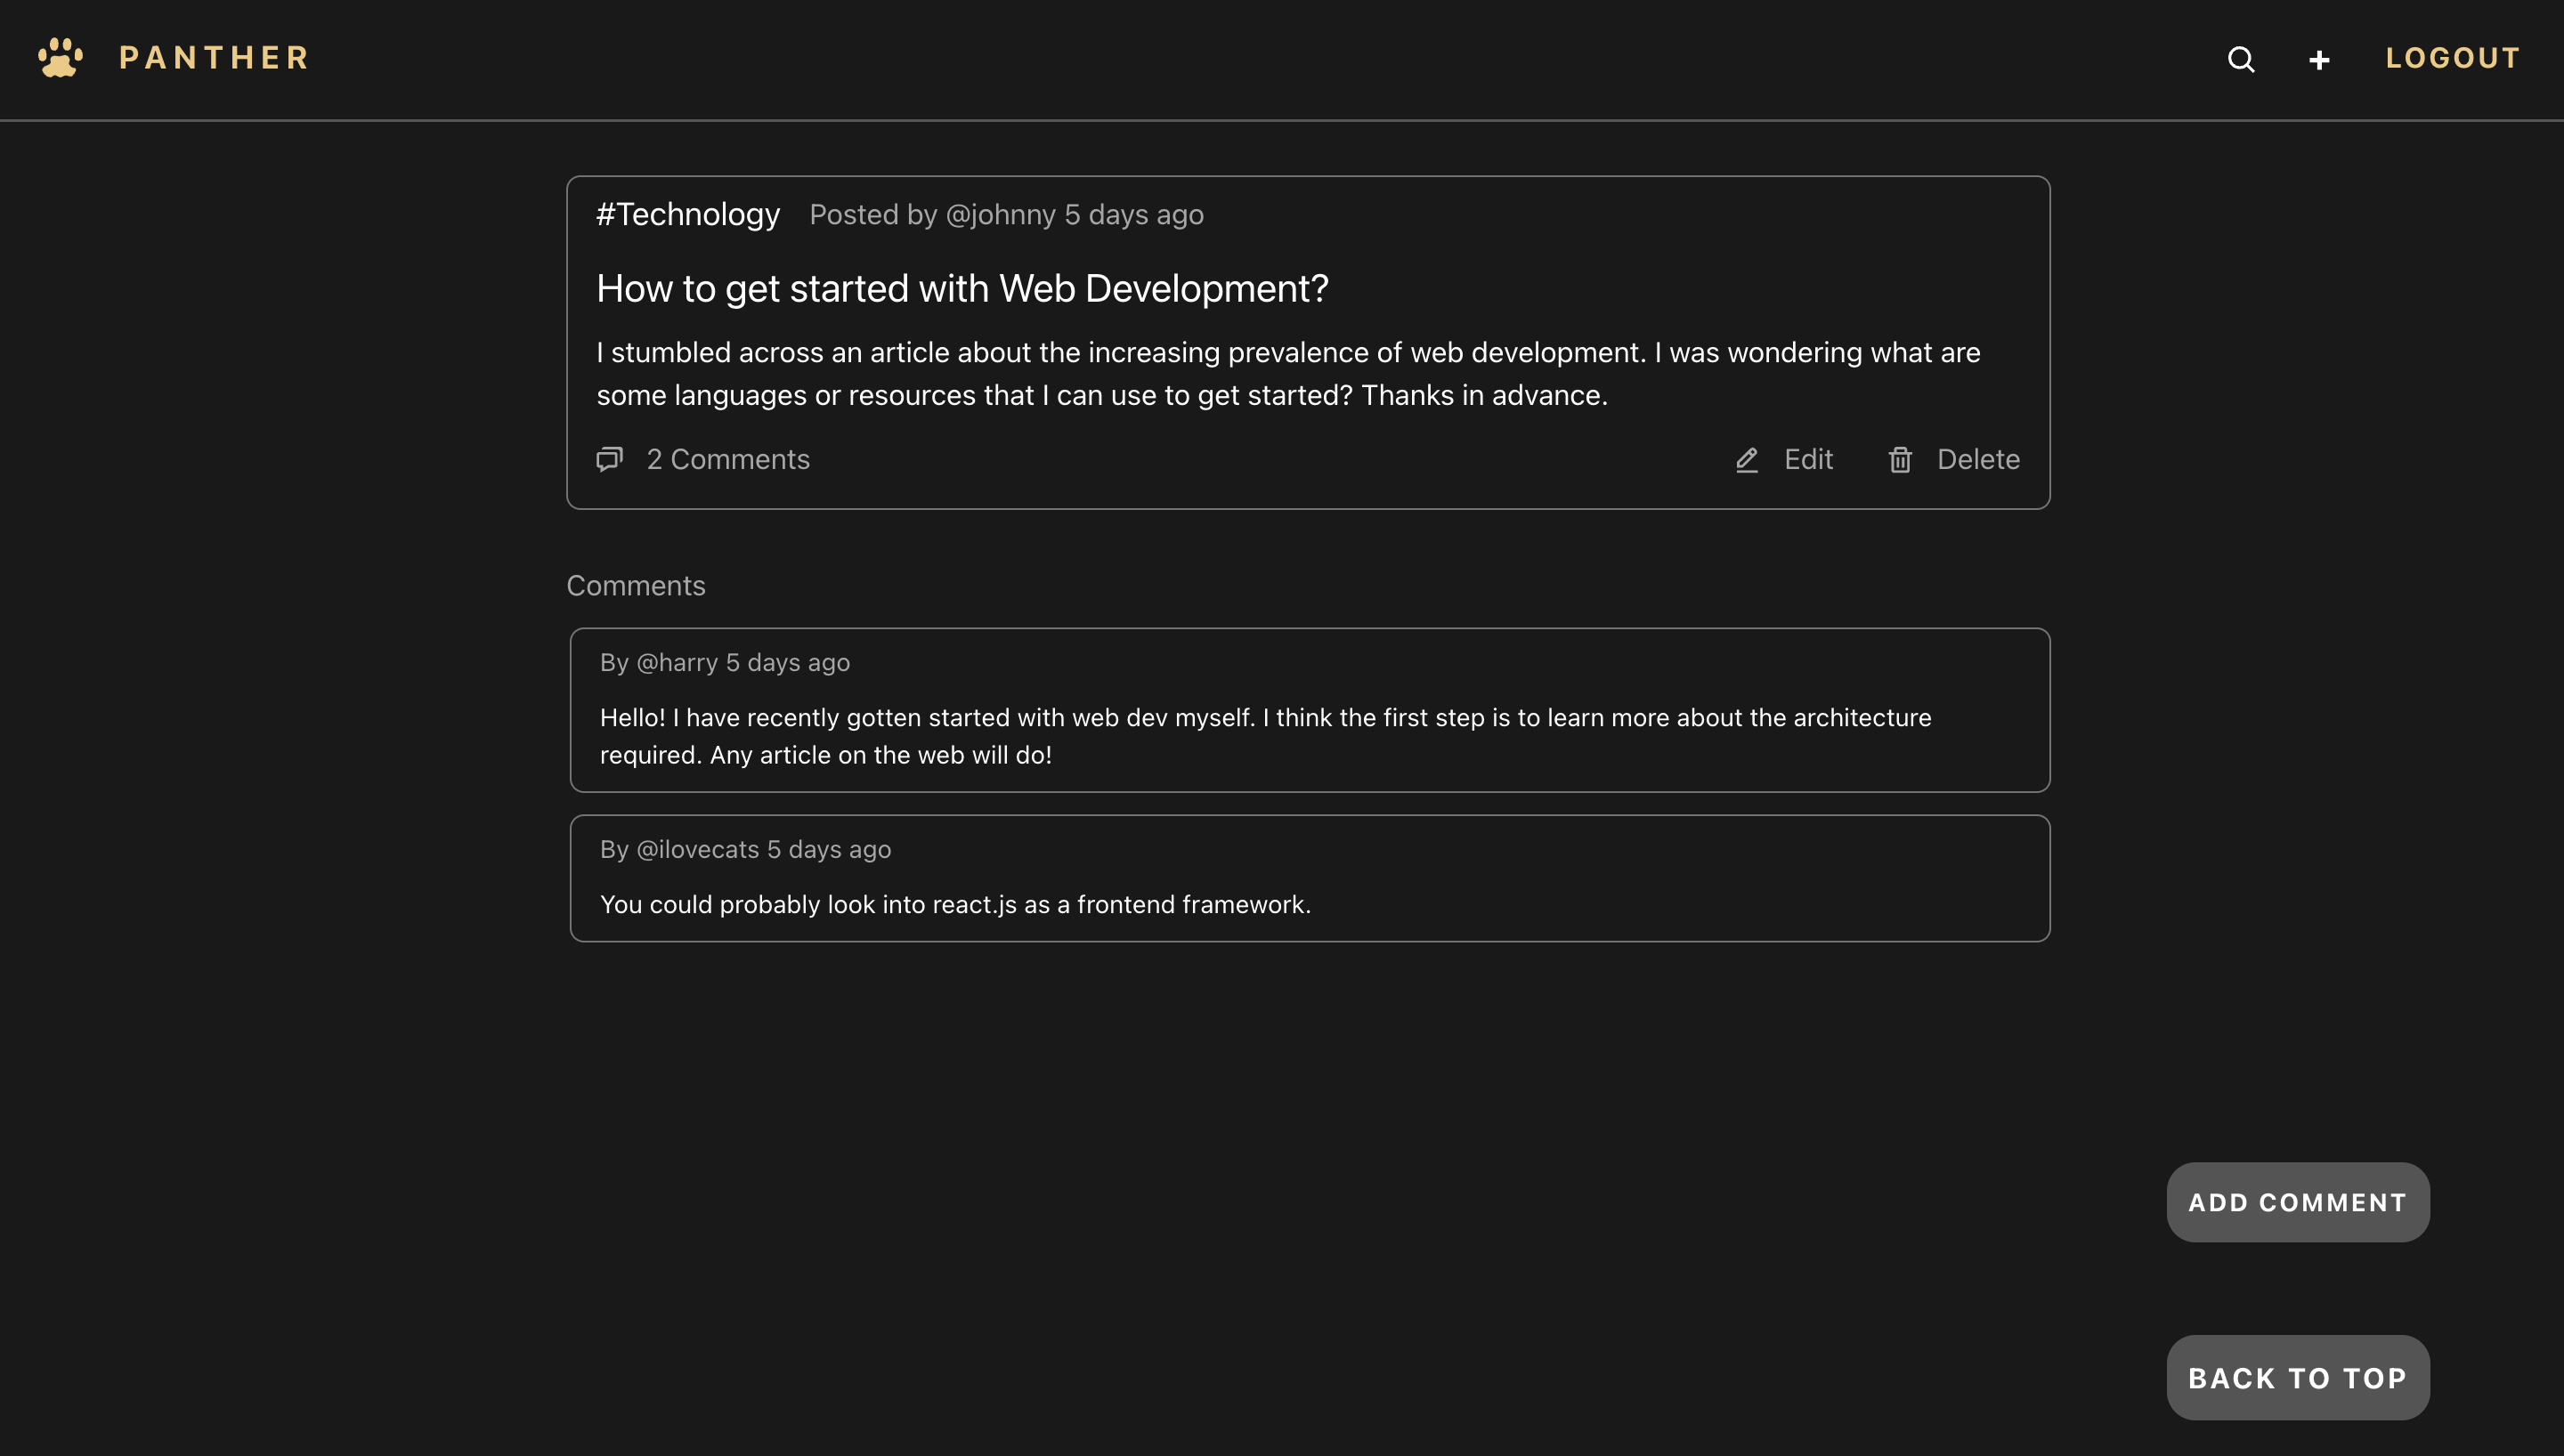 PANTHER
LOGOUT
#Technology Posted by @johnny 5 days ago
How to get started with Web Development?
I stumbled across an article about the increasing prevalence of web development. I was wondering what are
some languages or resources that I can use to get started? Thanks in advance.
2 Comments Edit Delete
Comments
By @harry 5 days ago
Hello! I have recently gotten started with web dev myself. I think the first step is to learn more about the architecture
required. Any article on the web will do!
By @ilovecats 5 days ago
You could probably look into react.js as a frontend framework.
ADD COMMENT
BACK TO TOP